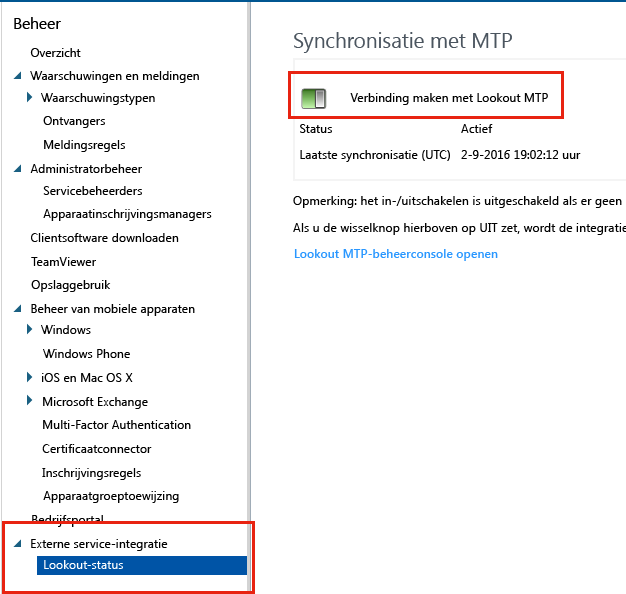 Beheer
Overzicht
Waarschuwingen en meldingen
Waarschuwingstypen
Ontvangers
Meldingsregels
Administratorbeheer
Servicebeheerders
Apparaatinschrijvingsmanagers
Clientsoftware downloaden
TeamViewer
Opslaggebruik
Beheer van mobiele apparaten
Windows
Windows Phone
iOS en Mac OS X
Microsoft Exchange
Multi-Factor Authentication
Certificaatconnector
Inschrijvingsregels
Apparaatgroeptoewijzing
Bedrijfsportal
Externe service-integratie
Lookout-status
Synchronisatie met MTP
Verbinding maken met Lookout MTP
Status Actief
Laatste synchronisatie (UTC) 2-9-2016 19:02:12 uur
Opmerking: het in-/uitschakelen is uitgeschakeld als er geen
Als u de wisselknop hierboven op UIT zet, wordt de integratie
Lookout MTP-beheerconsole openen